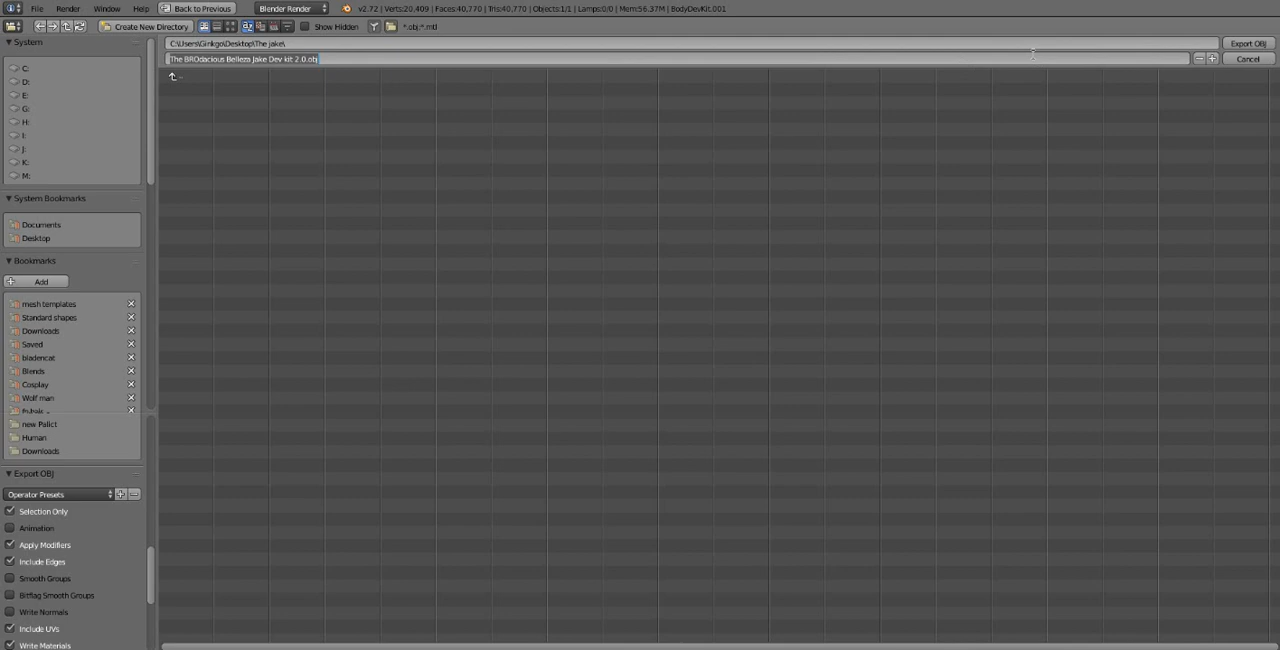 File Render Window Help Back to Previous Blender Render v2.72 | Verts:20,409 | Faces:40,770 | Tris:40,770 | Objects:1/1 | Lamps:0/0 | Mem:56.37M | BodyDevKit.001
Create New Directory Show Hidden *.obj;*.mtl
System
C:\Users\Ginkgo\Desktop\The jake\
Export OBJ
The BROdacious Belleza Jake Dev kit 2.0.obj
Cancel
C:
D:
E:
G:
H:
I:
J:
K:
M:
System Bookmarks
Documents
Desktop
Bookmarks
Add
mesh templates
Standard shapes
Downloads
Saved
bladencat
Blends
Cosplay
Wolf man
new Palict
Human
Downloads
Export OBJ
Operator Presets
Selection Only
Animation
Apply Modifiers
Include Edges
Smooth Groups
Bitflag Smooth Groups
Write Normals
Include UVs
Write Materials